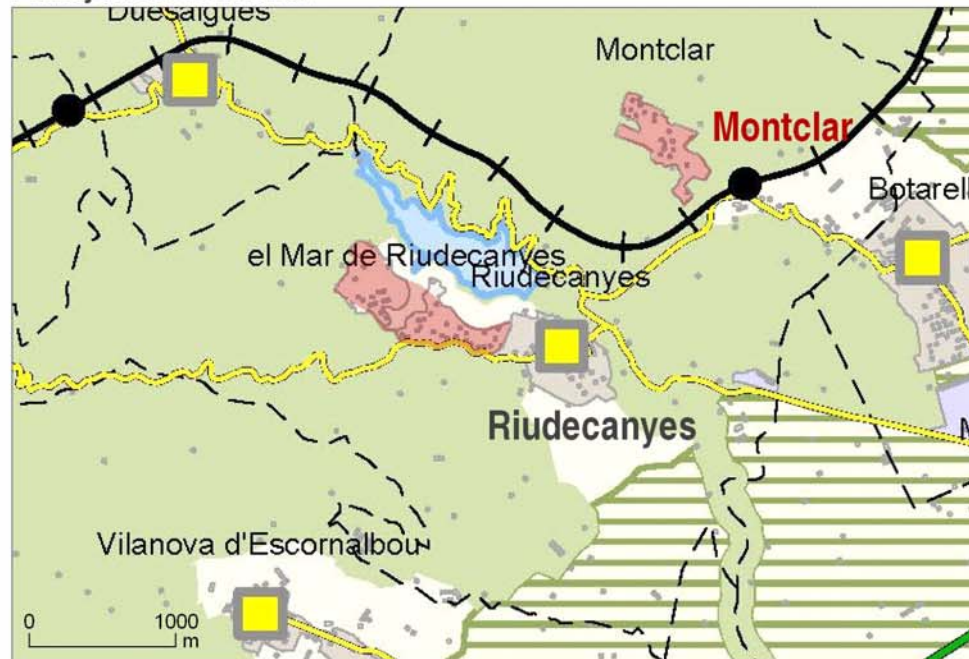 Duesaigües
Montclar
Montclar
Botarell
el Mar de Riudecanyes
Riudecanyes
Riudecanyes
Vilanova d'Escornalbou
0 1000
m